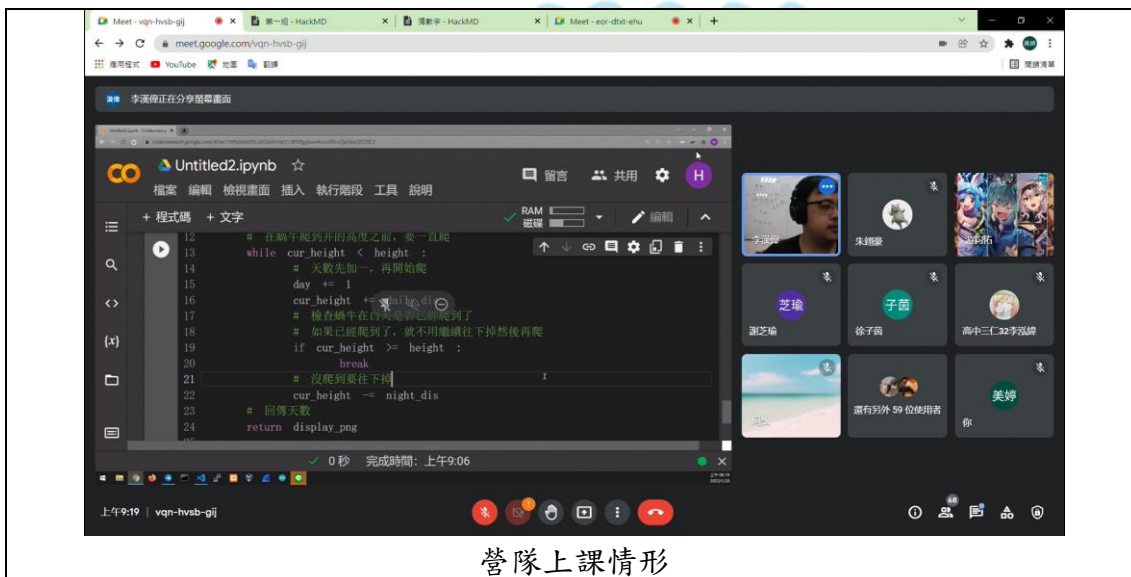 Meet - vqn-hvsb-gij
第一組 - HackMD
Meet - eor-dtxt-ehu
meet.google.com/vqn-hvsb-gij
應用程式 YouTube 地圖 翻譯
閱讀清單
李漢偉正在分享螢幕畫面
Untitled2.ipynb
檔案 編輯 檢視畫面 插入 執行階段 工具 說明
留言 共用 H
+ 程式碼 + 文字
RAM
磁碟
編輯
12 # 在蝸牛爬到井的高度之前，要一直爬
13 while cur_height < height :
14 # 天數先加一，再開始爬
15 day += 1
16 cur_height += daily_dis
17 # 檢查蝸牛在白天是否已經爬到了
18 # 如果已經爬到了，就不用繼續往下掉然後再爬
19 if cur_height >= height :
20 break
21 # 沒爬到要往下掉
22 cur_height -= night_dis
23 # 回傳天數
24 return display_png
0 秒 完成時間: 上午9:06
李漢偉
朱翊豪
芝瑜
謝芝瑜
子茵
徐子茵
高中三仁32李泓緯
還有另外 59 位使用者
美婷
你
上午9:19 | vqn-hvsb-gij
68
營隊上課情形